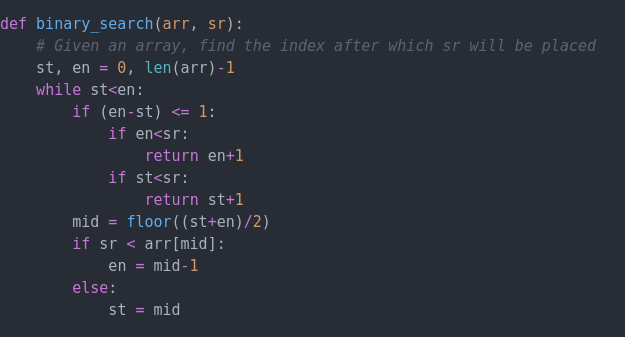 def binary_search(arr, sr):
    # Given an array, find the index after which sr will be placed
    st, en = 0, len(arr)-1
    while st<en:
        if (en-st) <= 1:
            if en<sr:
                return en+1
            if st<sr:
                return st+1
        mid = floor((st+en)/2)
        if sr < arr[mid]:
            en = mid-1
        else:
            st = mid